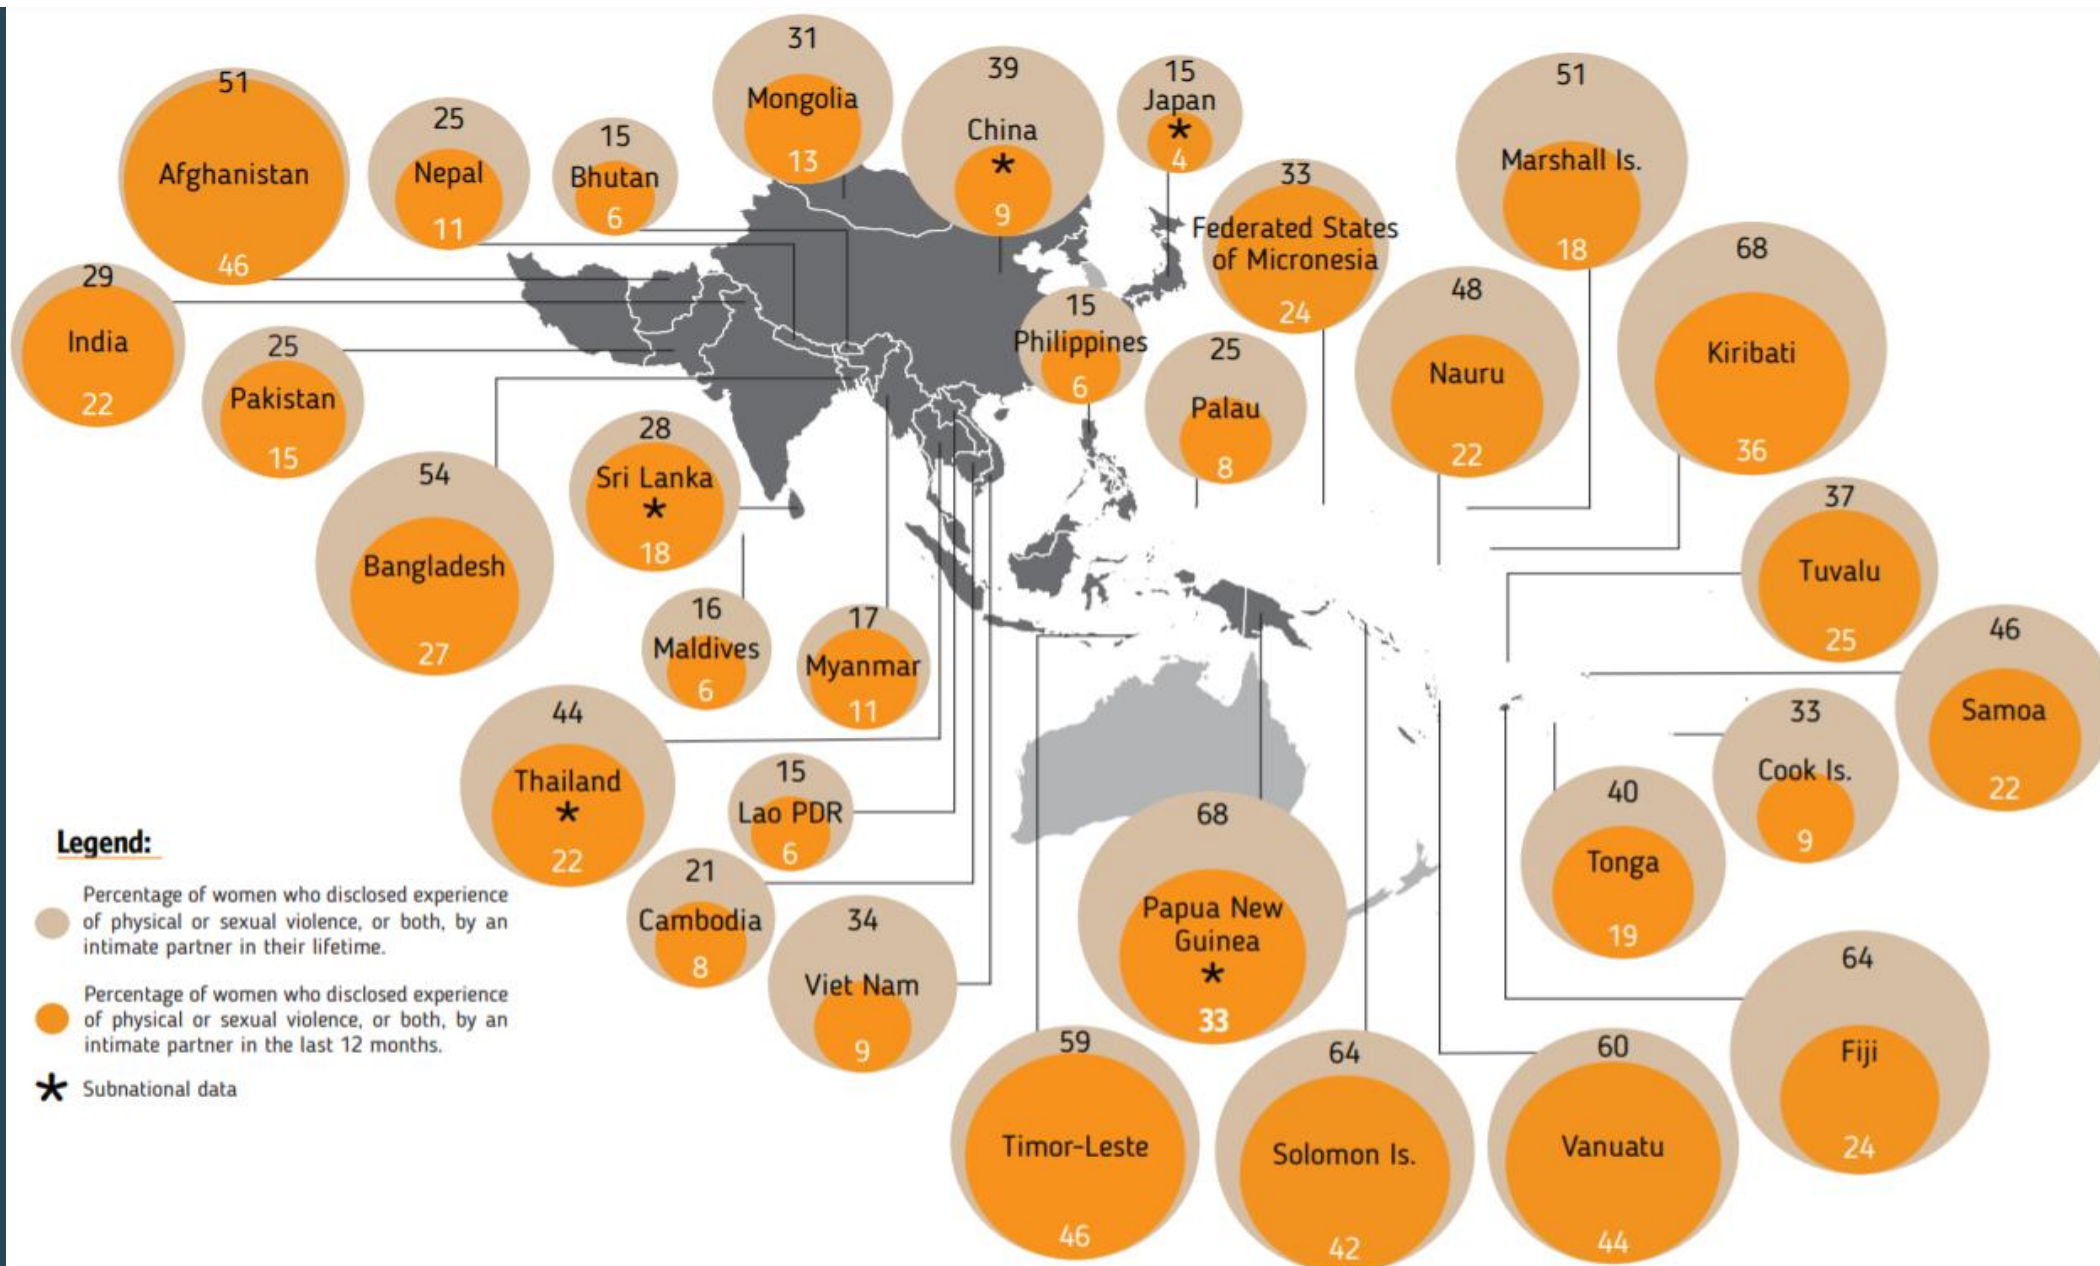 51
Afghanistan
46
25
Nepal
11
15
Bhutan
6
31
Mongolia
13
39
China
*
9
15
Japan
*
4
33
Federated States
of Micronesia
24
51
Marshall Is.
18
68
Kiribati
36
29
India
22
25
Pakistan
15
15
Philippines
6
25
Palau
8
48
Nauru
22
54
Bangladesh
27
28
Sri Lanka
*
18
16
Maldives
6
17
Myanmar
11
37
Tuvalu
25
46
Samoa
22
44
Thailand
*
22
15
Lao PDR
6
21
Cambodia
8
34
Viet Nam
9
68
Papua New
Guinea
*
33
33
Cook Is.
9
40
Tonga
19
64
Fiji
24
59
Timor-Leste
46
64
Solomon Is.
42
60
Vanuatu
44
Legend:
Percentage of women who disclosed experience
of physical or sexual violence, or both, by an
intimate partner in their lifetime.
Percentage of women who disclosed experience
of physical or sexual violence, or both, by an
intimate partner in the last 12 months.
* Subnational data